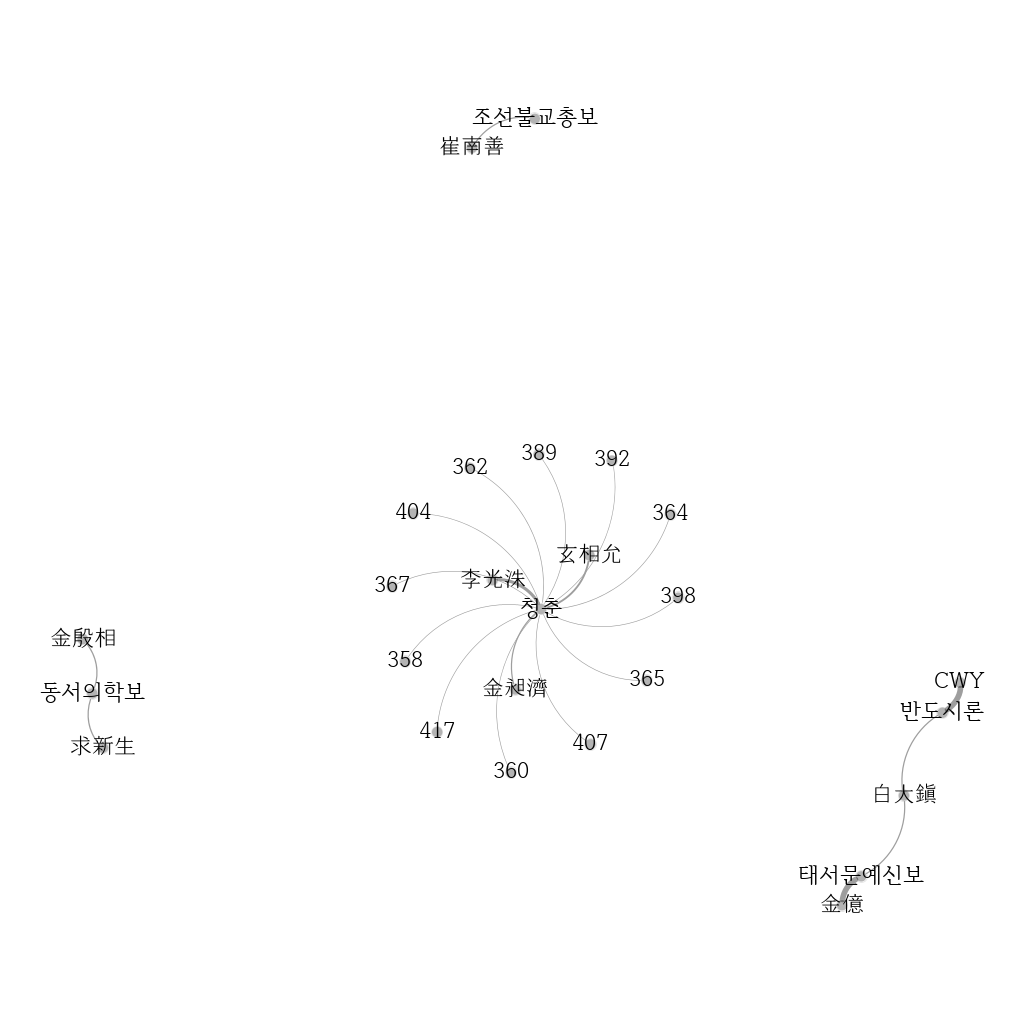 조선불교총보
崔南善
389
392
362
404
364
玄相允
李光洙
367
398
청춘
金殷相
358
365
CWY
金昶濟
동서의학보
반도시론
417
407
求新生
360
白大鎭
태서문예신보
金億